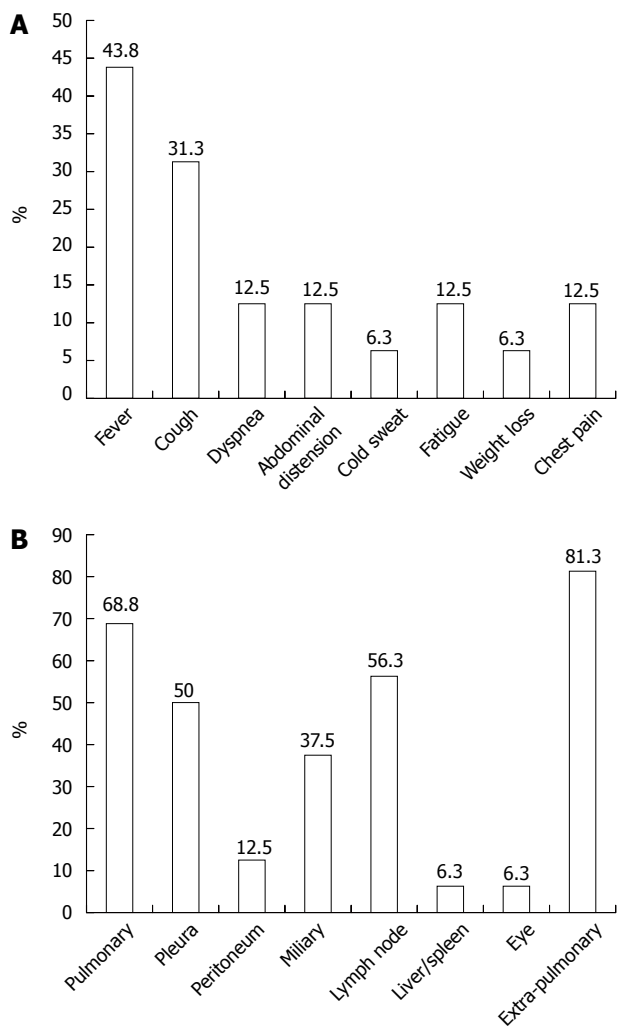 A
50
45
40
35
30
25
20
15
10
5
0
%
43.8
31.3
12.5
12.5
6.3
12.5
6.3
12.5
Fever
Cough
Dyspnea
Abdominal
distension
Cold sweat
Fatigue
Weight loss
Chest pain
B
90
80
70
60
50
40
30
20
10
0
%
68.8
50
12.5
37.5
56.3
6.3
6.3
81.3
Pulmonary
Pleura
Peritoneum
Miliary
Lymph node
Liver/spleen
Eye
Extra-pulmonary